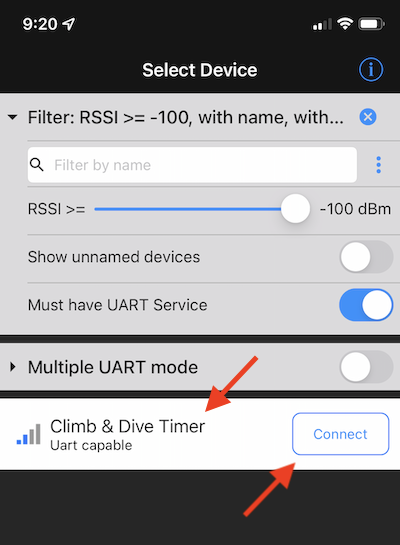 9:20
Select Device
Filter: RSSI >= -100, with name, with...
Filter by name
RSSI >= -100 dBm
Show unnamed devices
Must have UART Service
Multiple UART mode
Climb & Dive Timer
Uart capable
Connect